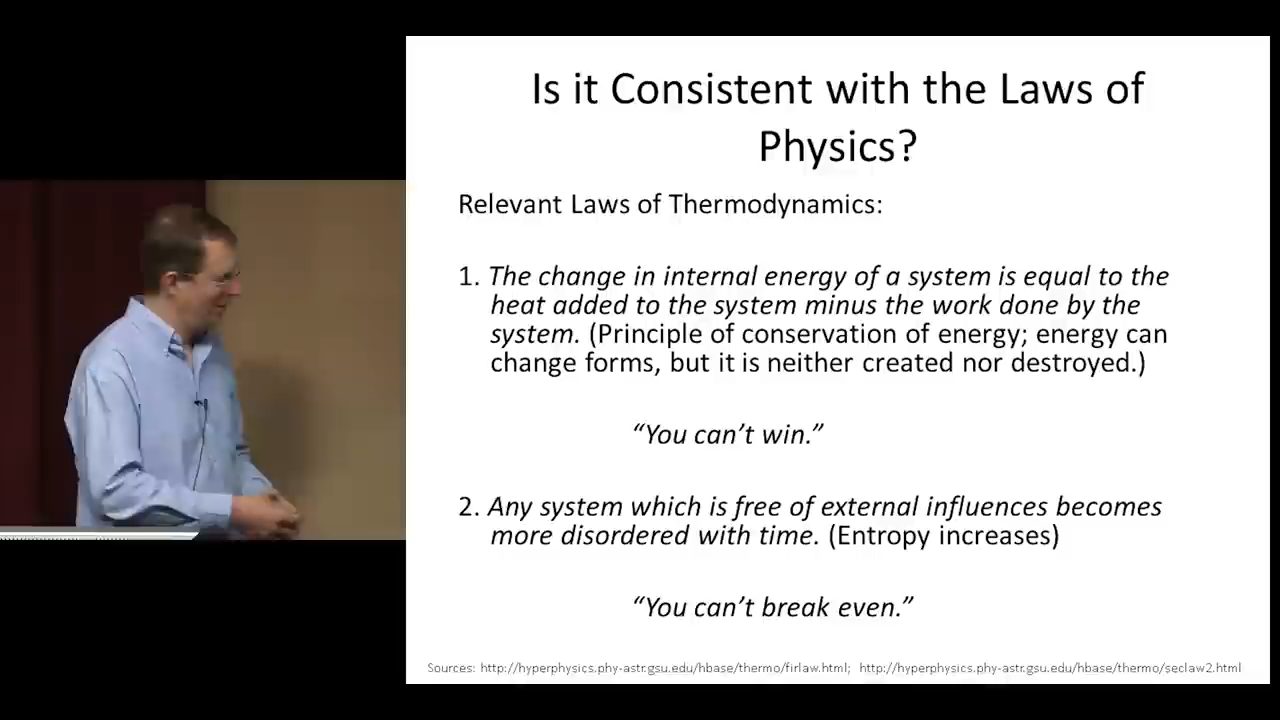 Is it Consistent with the Laws of
Physics?
Relevant Laws of Thermodynamics:
1. The change in internal energy of a system is equal to the
heat added to the system minus the work done by the
system. (Principle of conservation of energy; energy can
change forms, but it is neither created nor destroyed.)
“You can’t win.”
2. Any system which is free of external influences becomes
more disordered with time. (Entropy increases)
“You can’t break even.”
Sources: http://hyperphysics.phy-astr.gsu.edu/hbase/thermo/firlaw.html; http://hyperphysics.phy-astr.gsu.edu/hbase/thermo/seclaw2.html